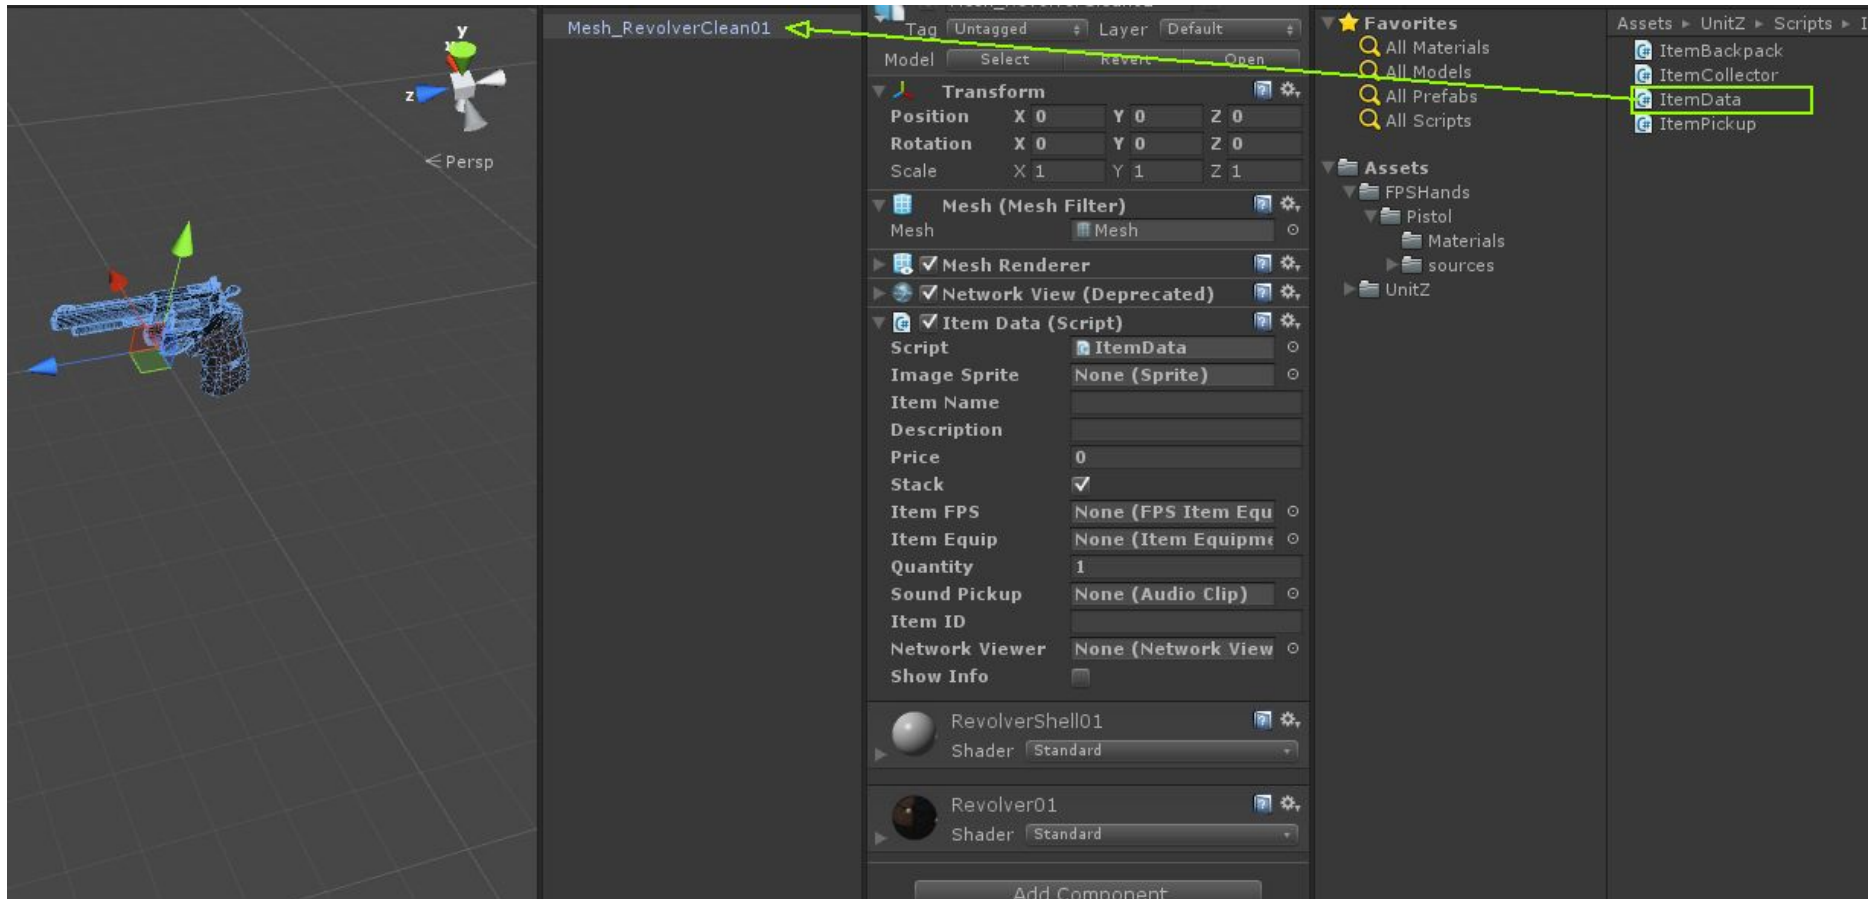 y
x
z
Persp
Mesh_RevolverClean01
Tag Untagged Layer Default
Model Select Revert Open
Transform
Position X 0 Y 0 Z 0
Rotation X 0 Y 0 Z 0
Scale X 1 Y 1 Z 1
Mesh (Mesh Filter)
Mesh Mesh
Mesh Renderer
Network View (Deprecated)
Item Data (Script)
Script ItemData
Image Sprite None (Sprite)
Item Name
Description
Price 0
Stack
Item FPS None (FPS Item Equ
Item Equip None (Item Equipme
Quantity 1
Sound Pickup None (Audio Clip)
Item ID
Network Viewer None (Network View
Show Info
RevolverShell01
Shader Standard
Revolver01
Shader Standard
Add Component
Favorites
All Materials
All Models
All Prefabs
All Scripts
Assets
FPSHands
Pistol
Materials
sources
UnitZ
Assets ▸ UnitZ ▸ Scripts ▸ I
ItemBackpack
ItemCollector
ItemData
ItemPickup